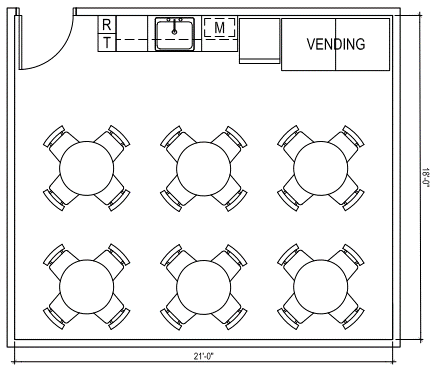 R
T
M
VENDING
18'-0"
21'-0"